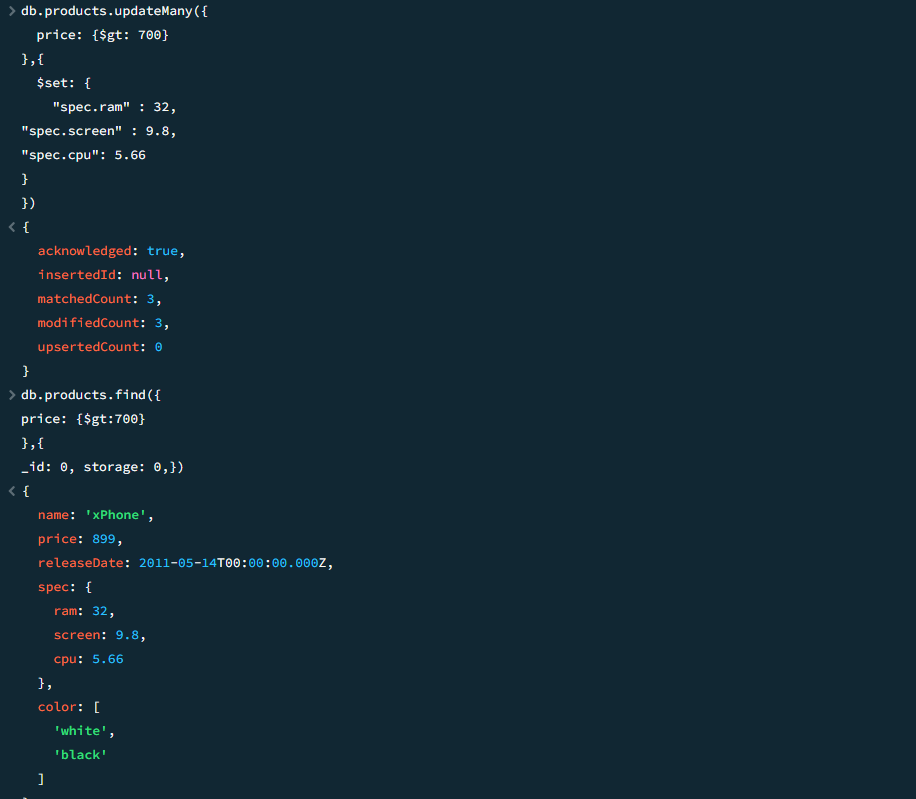 db.products.updateMany({
price: {$gt: 700}
},{
$set: {
"spec.ram" : 32,
"spec.screen" : 9.8,
"spec.cpu": 5.66
}
})
{
acknowledged: true,
insertedId: null,
matchedCount: 3,
modifiedCount: 3,
upsertedCount: 0
}
db.products.find({
price: {$gt:700}
},{
_id: 0, storage: 0,})
{
name: 'xPhone',
price: 899,
releaseDate: 2011-05-14T00:00:00.000Z,
spec: {
ram: 32,
screen: 9.8,
cpu: 5.66
},
color: [
'white',
'black'
]